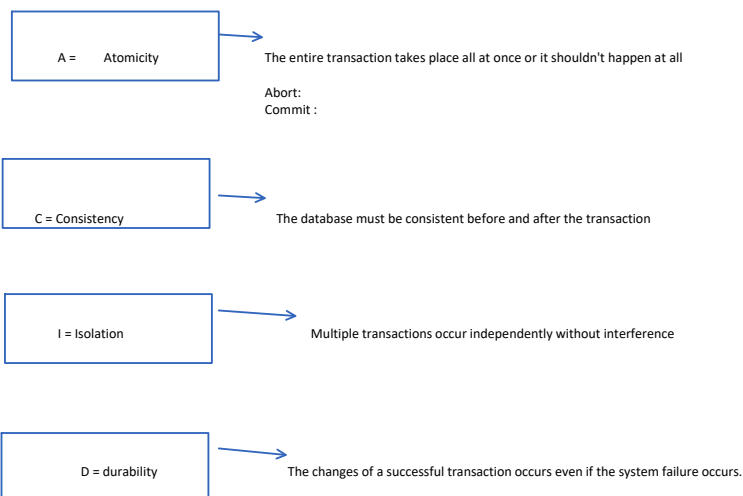 A = Atomicity
The entire transaction takes place all at once or it shouldn't happen at all
Abort:
Commit :
C = Consistency
The database must be consistent before and after the transaction
I = Isolation
Multiple transactions occur independently without interference
D = durability
The changes of a successful transaction occurs even if the system failure occurs.